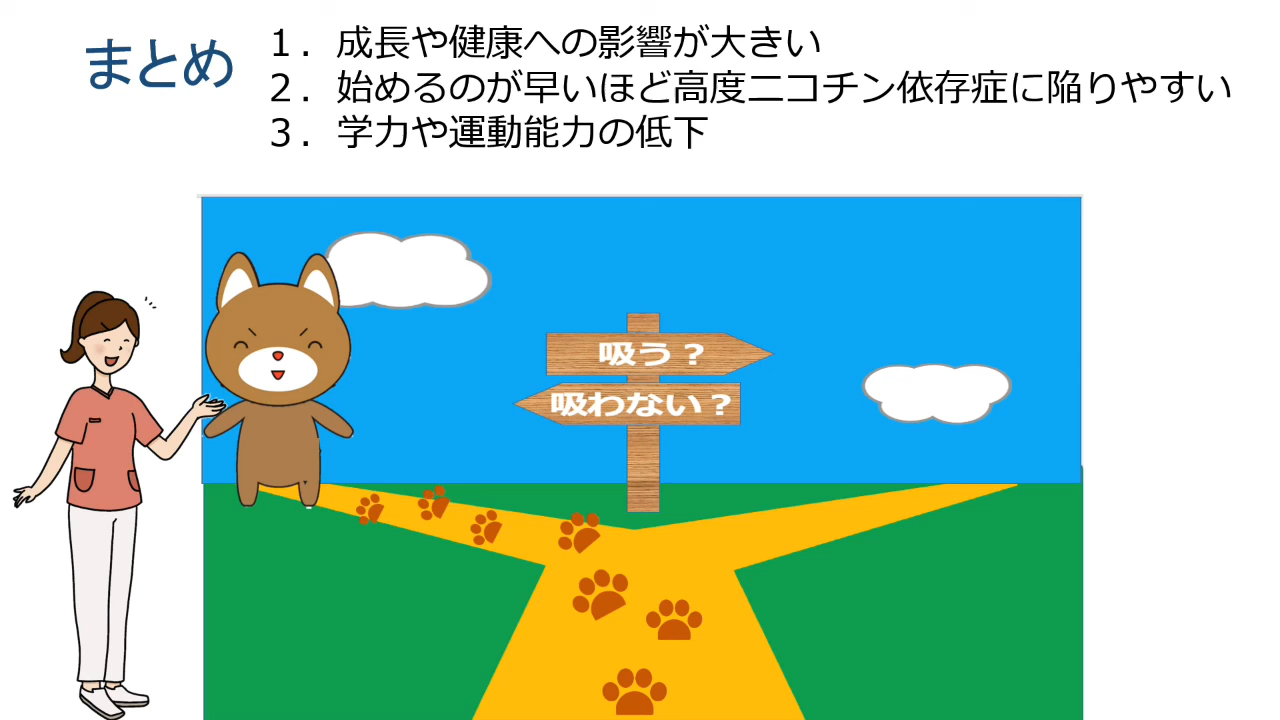 まとめ
1．成長や健康への影響が大きい
2．始めるのが早いほど高度ニコチン依存症に陥りやすい
3．学力や運動能力の低下
吸う？
吸わない？